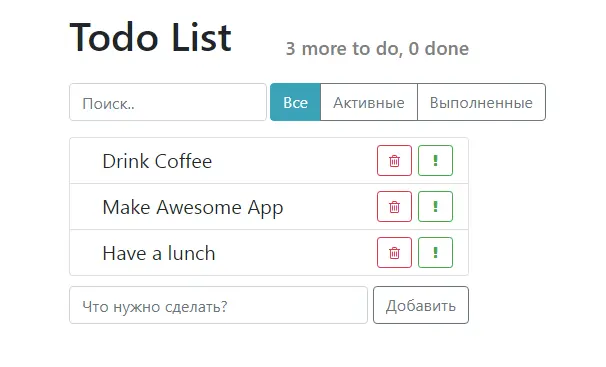 Todo List
3 more to do, 0 done
Поиск..
Все Активные Выполненные
Drink Coffee
!
Make Awesome App
!
Have a lunch
!
Что нужно сделать?
Добавить